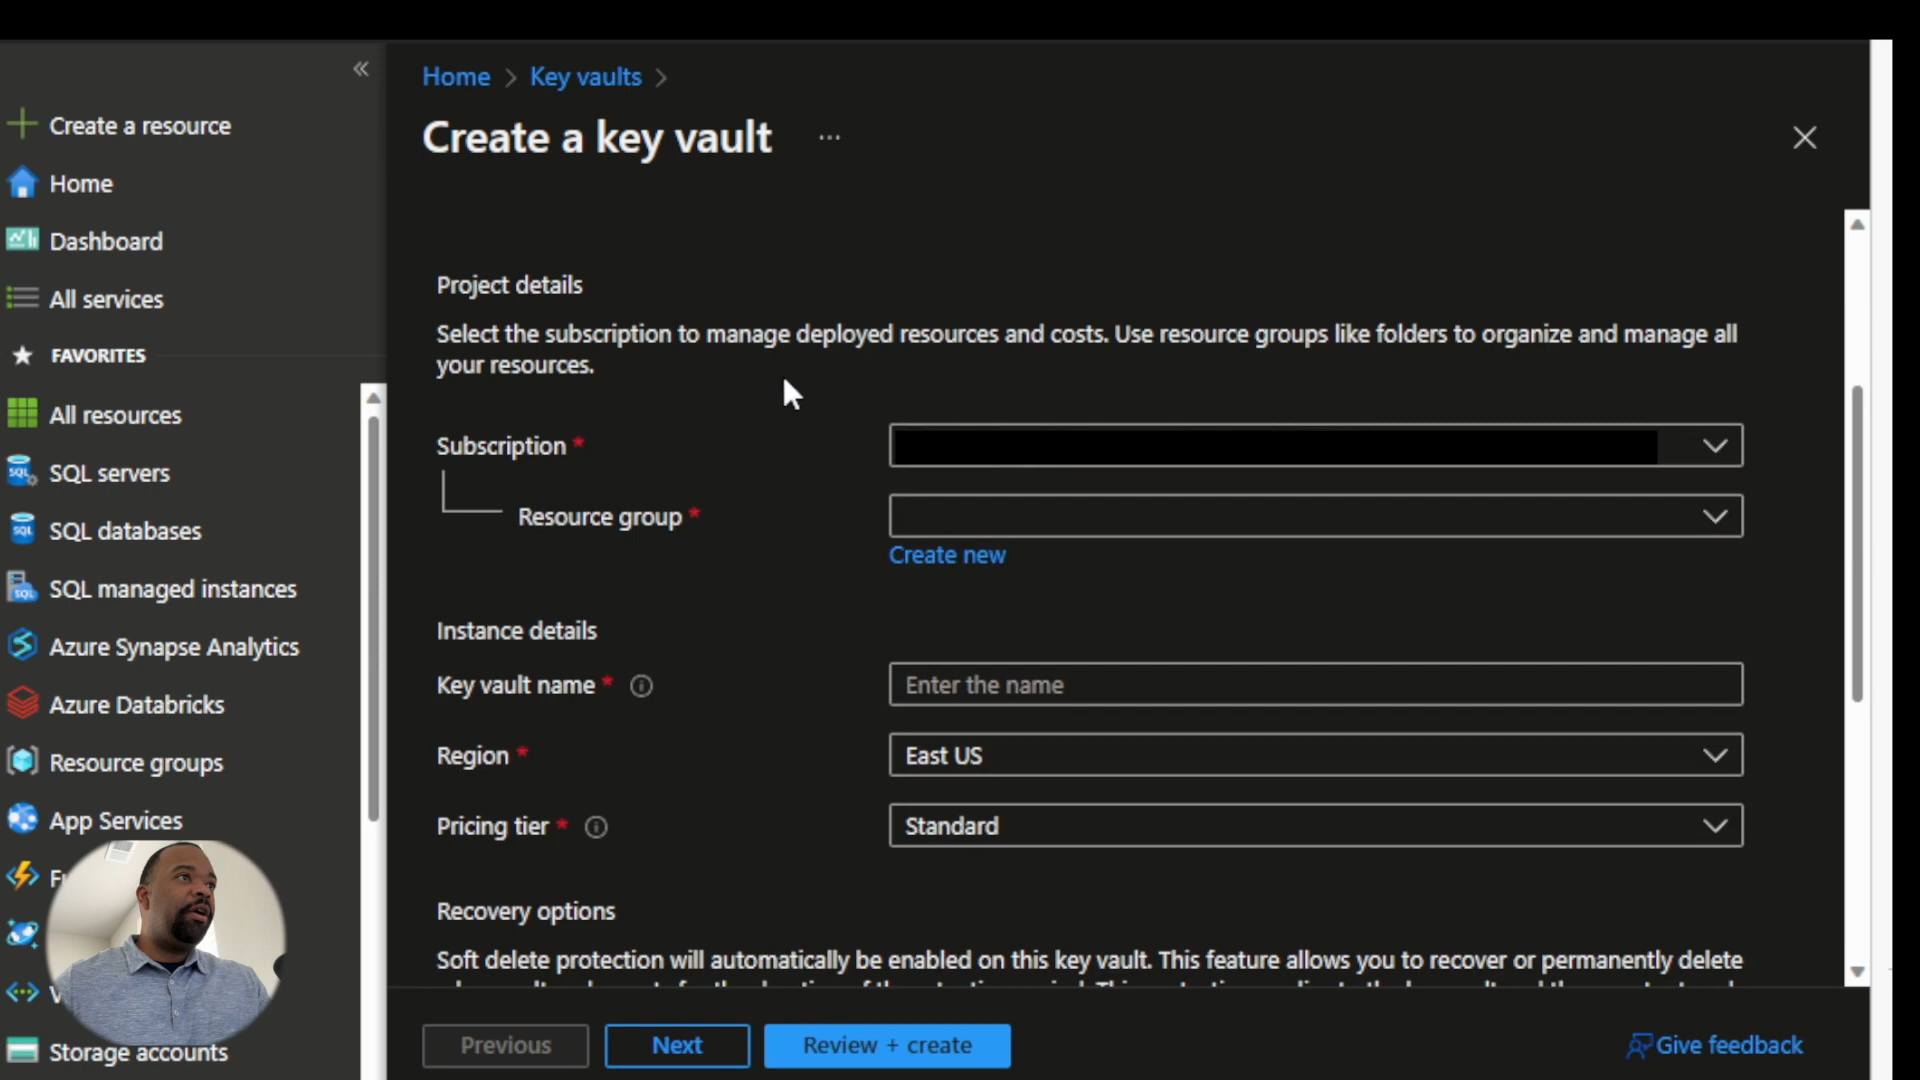 Home > Key vaults >
Create a key vault ...
Create a resource
Home
Dashboard
All services
FAVORITES
All resources
SQL servers
SQL databases
SQL managed instances
Azure Synapse Analytics
Azure Databricks
Resource groups
App Services
Storage accounts
Project details
Select the subscription to manage deployed resources and costs. Use resource groups like folders to organize and manage all
your resources.
Subscription *
Resource group *
Create new
Instance details
Key vault name *
Enter the name
Region *
East US
Pricing tier *
Standard
Recovery options
Soft delete protection will automatically be enabled on this key vault. This feature allows you to recover or permanently delete
Previous
Next
Review + create
Give feedback